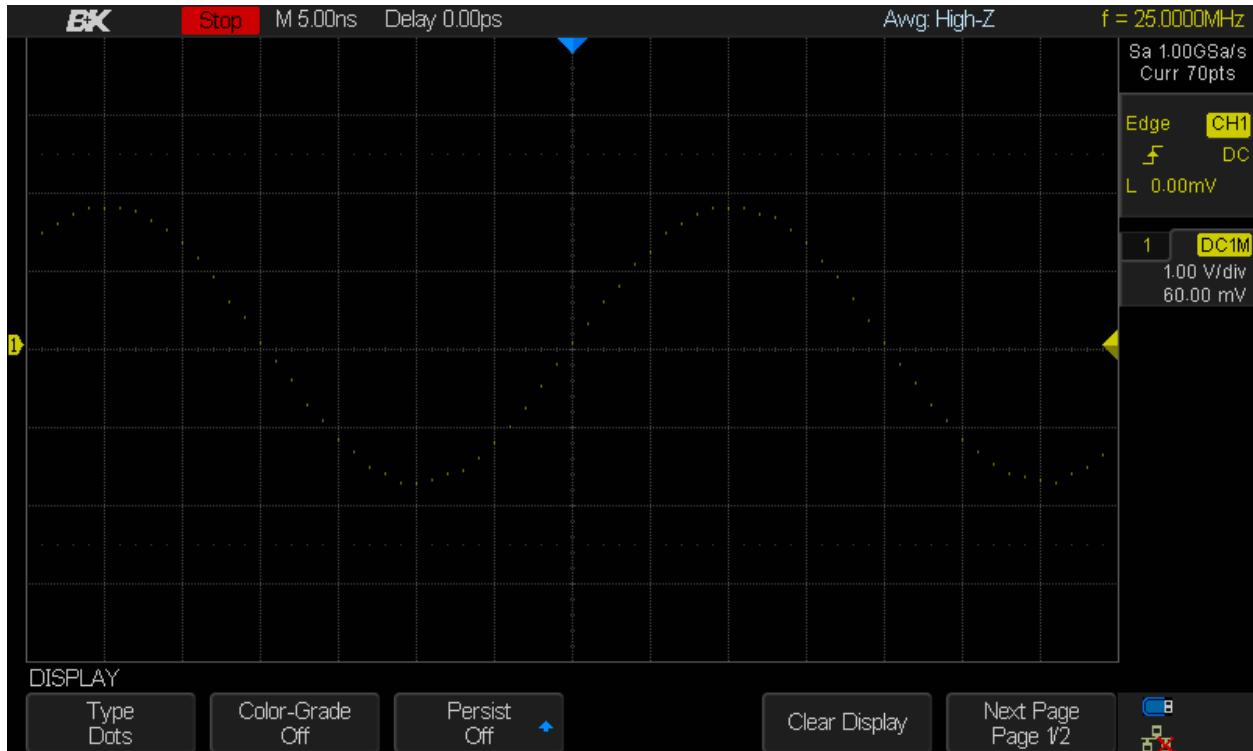 BK Stop M 5.00ns Delay 0.00ps Awg: High-Z f = 25.0000MHz
Sa 1.00GSa/s
Curr 70pts
Edge CH1
DC
L 0.00mV
1 DC1M
1.00 V/div
60.00 mV
1
DISPLAY
Type
Dots
Color-Grade
Off
Persist
Off
Clear Display
Next Page
Page 1/2